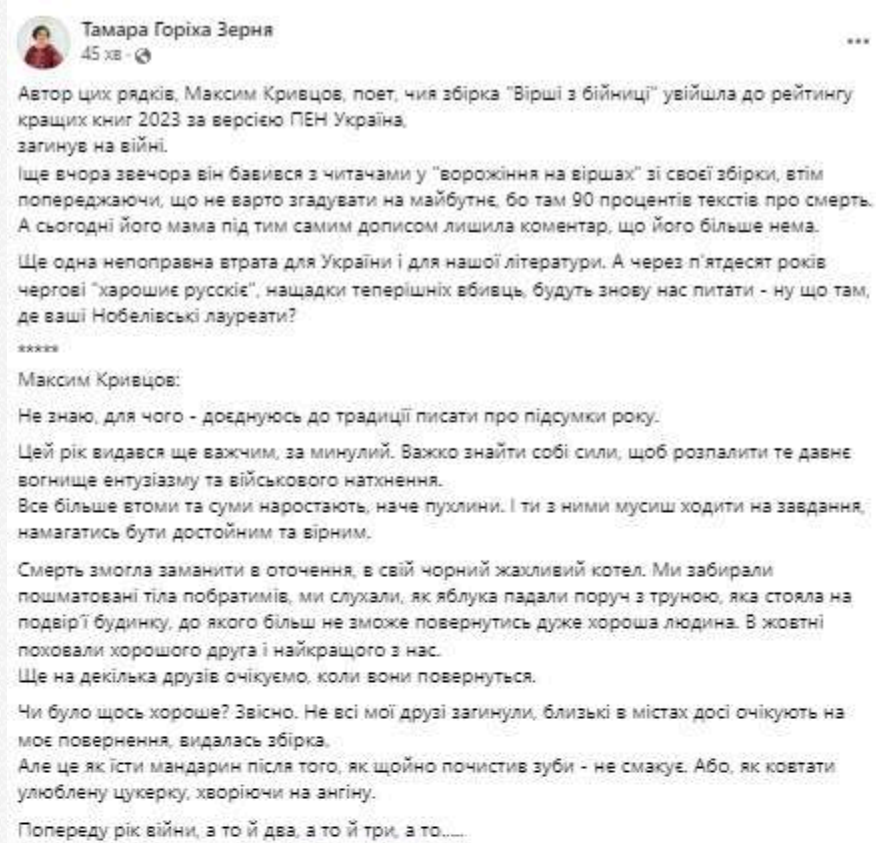 Тамара Горіха Зерня
45 хв ·
Автор цих рядків, Максим Кривцов, поет, чия збірка "Вірші з бійниці" увійшла до рейтингу
кращих книг 2023 за версією ПЕН Україна,
загинув на війні.
Іще вчора звечора він бавився з читачами у "ворожіння на віршах" зі своєї збірки, втім
попереджаючи, що не варто згадувати на майбутнє, бо там 90 процентів текстів про смерть.
А сьогодні його мама під тим самим дописом лишила коментар, що його більше нема.
Ще одна непоправна втрата для України і для нашої літератури. А через п'ятдесят років
чергові "харошиє русскіє", нащадки теперішніх вбивць, будуть знову нас питати - ну що там,
де ваші Нобелівські лауреати?
*****
Максим Кривцов:
Не знаю, для чого - доєднуюсь до традиції писати про підсумки року.
Цей рік видався ще важчим, за минулий. Важко знайти собі сили, щоб розпалити те давнє
вогнище ентузіазму та військового натхнення.
Все більше втоми та суми наростають, наче пухлини. І ти з ними мусиш ходити на завдання,
намагатись бути достойним та вірним.
Смерть змогла заманити в оточення, в свій чорний жахливий котел. Ми забирали
пошматовані тіла побратимів, ми слухали, як яблука падали поруч з труною, яка стояла на
подвір'ї будинку, до якого більш не зможе повернутись дуже хороша людина. В жовтні
поховали хорошого друга і найкращого з нас.
Ще на декілька друзів очікуємо, коли вони повернуться.
Чи було щось хороше? Звісно. Не всі мої друзі загинули, близькі в містах досі очікують на
моє повернення, видалась збірка.
Але це як їсти мандарин після того, як щойно почистив зуби - не смакує. Або, як ковтати
улюблену цукерку, хворіючи на ангіну.
Попереду рік війни, а то й два, а то й три, а то.....